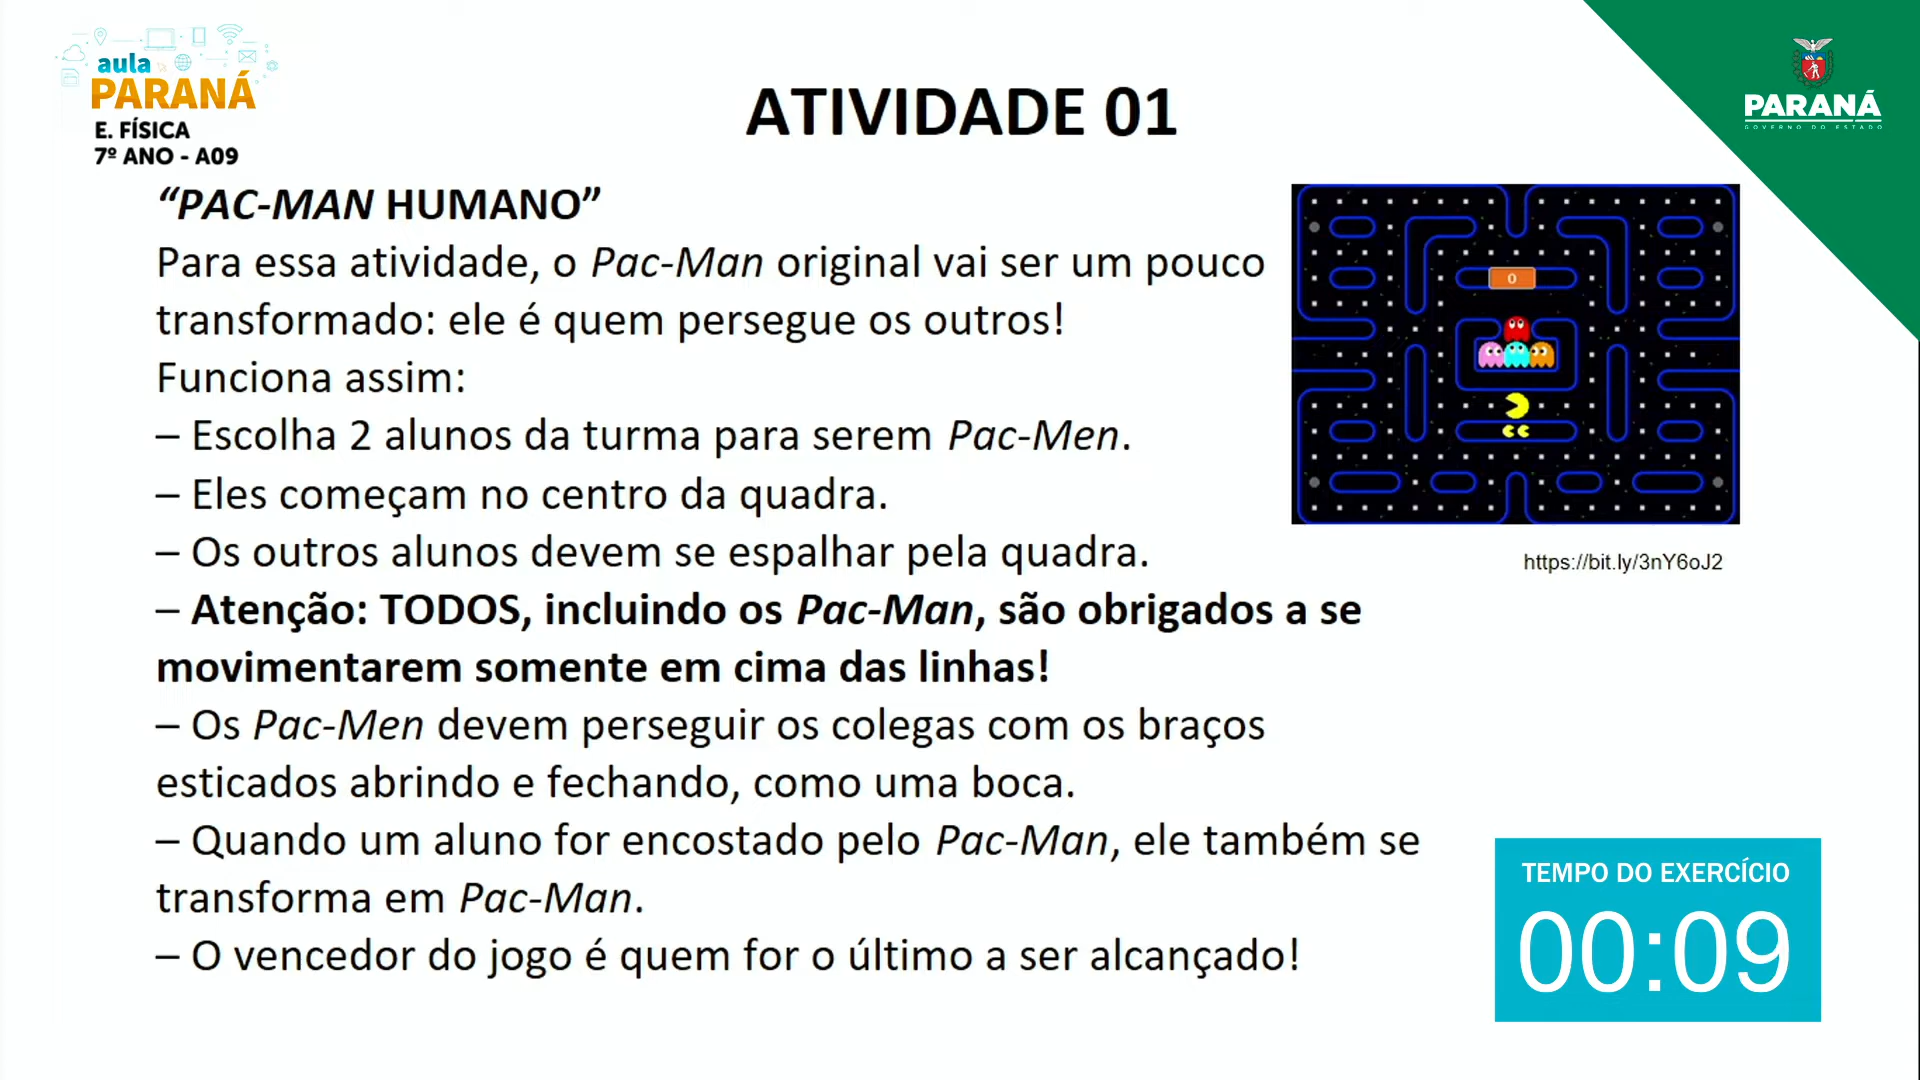 aula
PARANÁ
E. FÍSICA
7º ANO - A09
ATIVIDADE 01
PARANÁ
GOVERNO DO ESTADO
“PAC-MAN HUMANO”
Para essa atividade, o Pac-Man original vai ser um pouco
transformado: ele é quem persegue os outros!
Funciona assim:
– Escolha 2 alunos da turma para serem Pac-Men.
– Eles começam no centro da quadra.
– Os outros alunos devem se espalhar pela quadra.
– Atenção: TODOS, incluindo os Pac-Man, são obrigados a se
movimentarem somente em cima das linhas!
– Os Pac-Men devem perseguir os colegas com os braços
esticados abrindo e fechando, como uma boca.
– Quando um aluno for encostado pelo Pac-Man, ele também se
transforma em Pac-Man.
– O vencedor do jogo é quem for o último a ser alcançado!
0
https://bit.ly/3nY6oJ2
TEMPO DO EXERCÍCIO
00:09